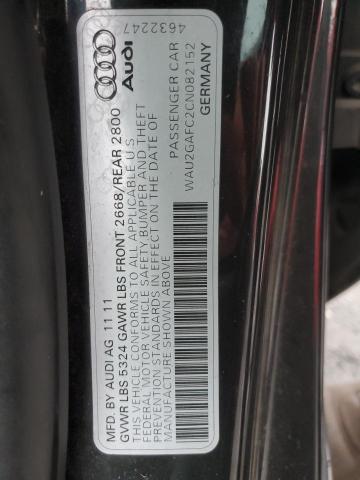 4632247
Audi
MFD. BY AUDI AG 11 11
GVWR LBS 5324 GAWR LBS FRONT 2668/REAR 2800
THIS VEHICLE CONFORMS TO ALL APPLICABLE U S
FEDERAL MOTOR VEHICLE SAFETY BUMPER AND THEFT
PREVENTION STANDARDS IN EFFECT ON THE DATE OF
MANUFACTURE SHOWN ABOVE
PASSENGER CAR
WAU2GAFC2CN082152
GERMANY